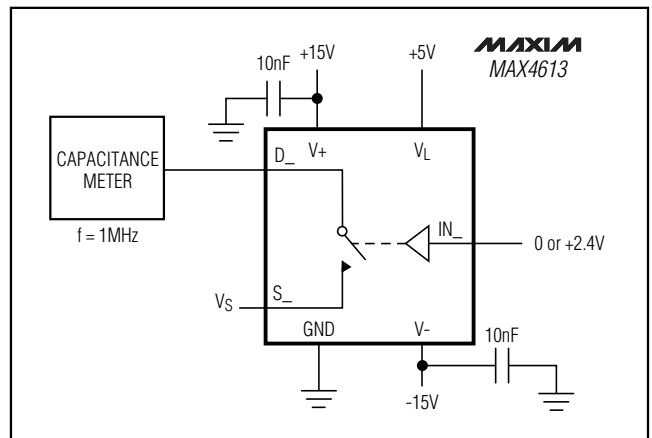 10nF
+15V
+5V
MAXIM
MAX4613
CAPACITANCE
METER
f = 1MHz
D_
V+
VL
IN_
0 or +2.4V
VS
S_
GND
V-
10nF
-15V